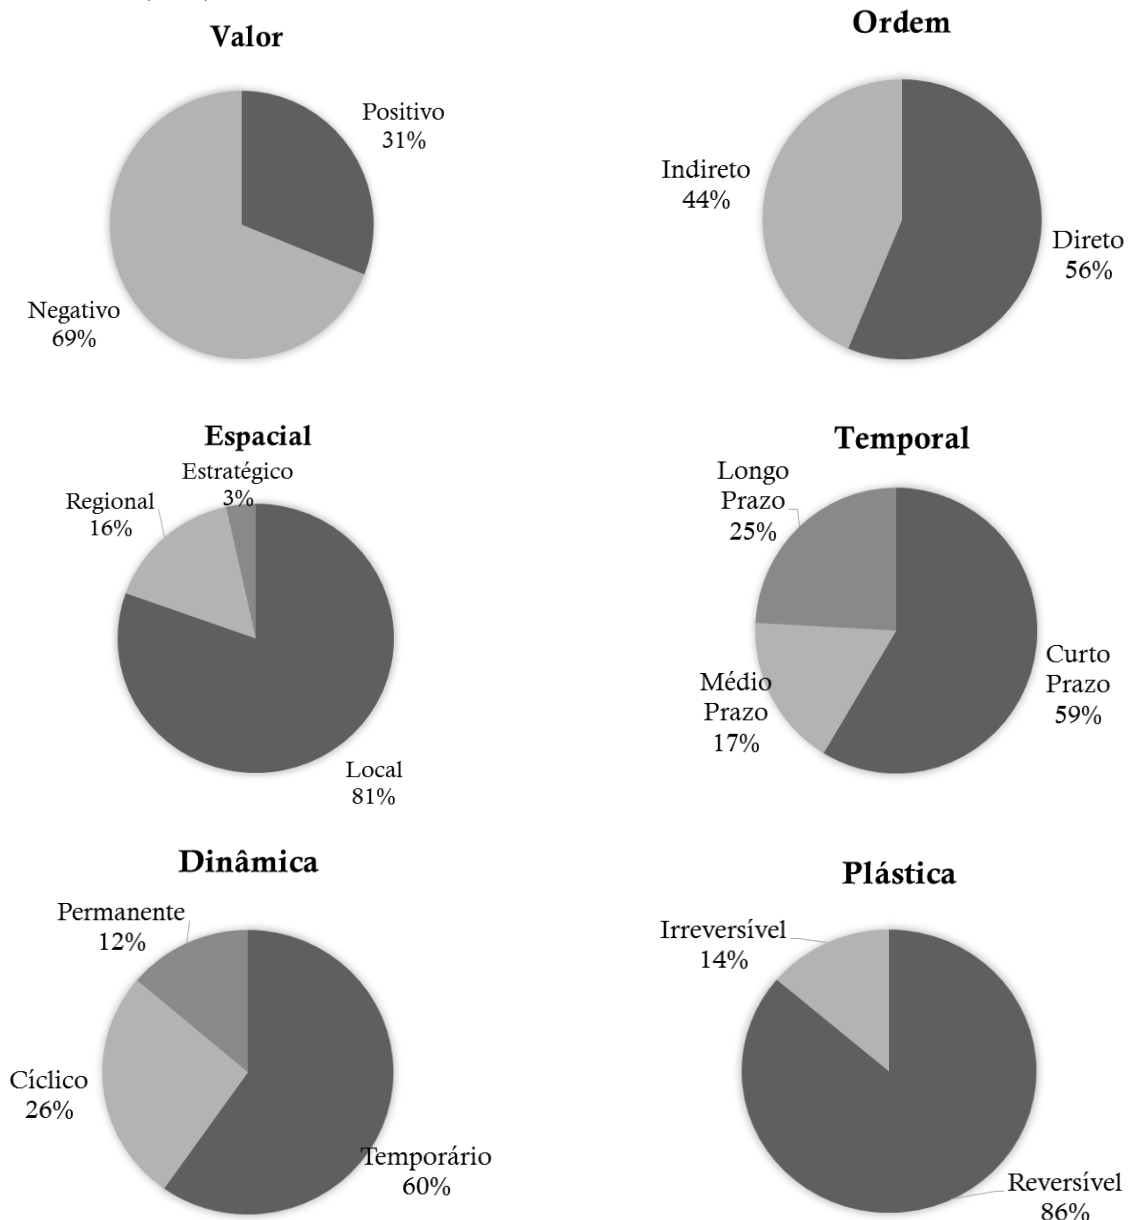 Valor
Positivo
31%
Negativo
69%
Ordem
Indireto
44%
Direto
56%
Espacial
Estratégico
3%
Regional
16%
Local
81%
Temporal
Longo
Prazo
25%
Médio
Prazo
17%
Curto
Prazo
59%
Dinâmica
Permanente
12%
Cíclico
26%
Temporário
60%
Plástica
Irreversível
14%
Reversível
86%